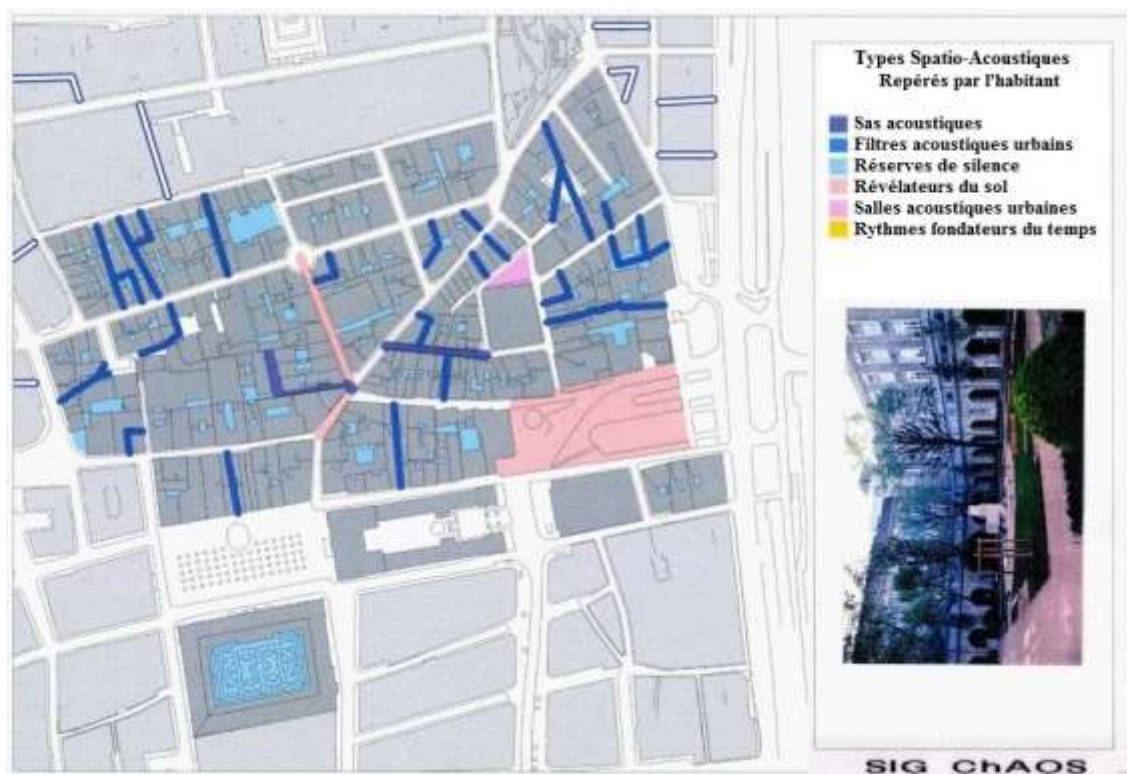 Types Spatio-Acoustiques
Repérés par l'habitant
Sas acoustiques
Filtres acoustiques urbains
Réserves de silence
Révélateurs du sol
Salles acoustiques urbaines
Rythmes fondateurs du temps
SIG ChAOS